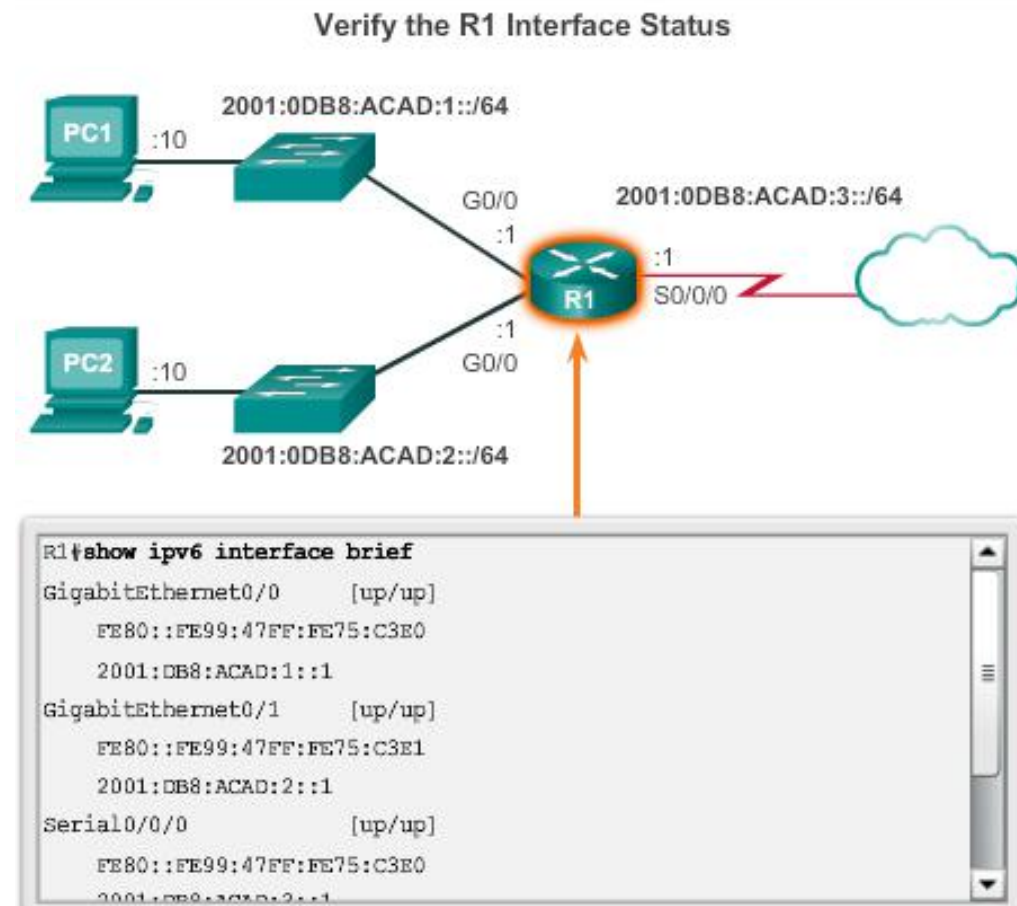 Verify the R1 Interface Status
2001:0DB8:ACAD:1::/64
PC1
:10
G0/0
:1
2001:0DB8:ACAD:3::/64
:1
R1
S0/0/0
:1
G0/0
PC2
:10
2001:0DB8:ACAD:2::/64
R1#show ipv6 interface brief
GigabitEthernet0/0 [up/up]
FE80::FE99:47FF:FE75:C3E0
2001:DB8:ACAD:1::1
GigabitEthernet0/1 [up/up]
FE80::FE99:47FF:FE75:C3E1
2001:DB8:ACAD:2::1
Serial0/0/0 [up/up]
FE80::FE99:47FF:FE75:C3E0